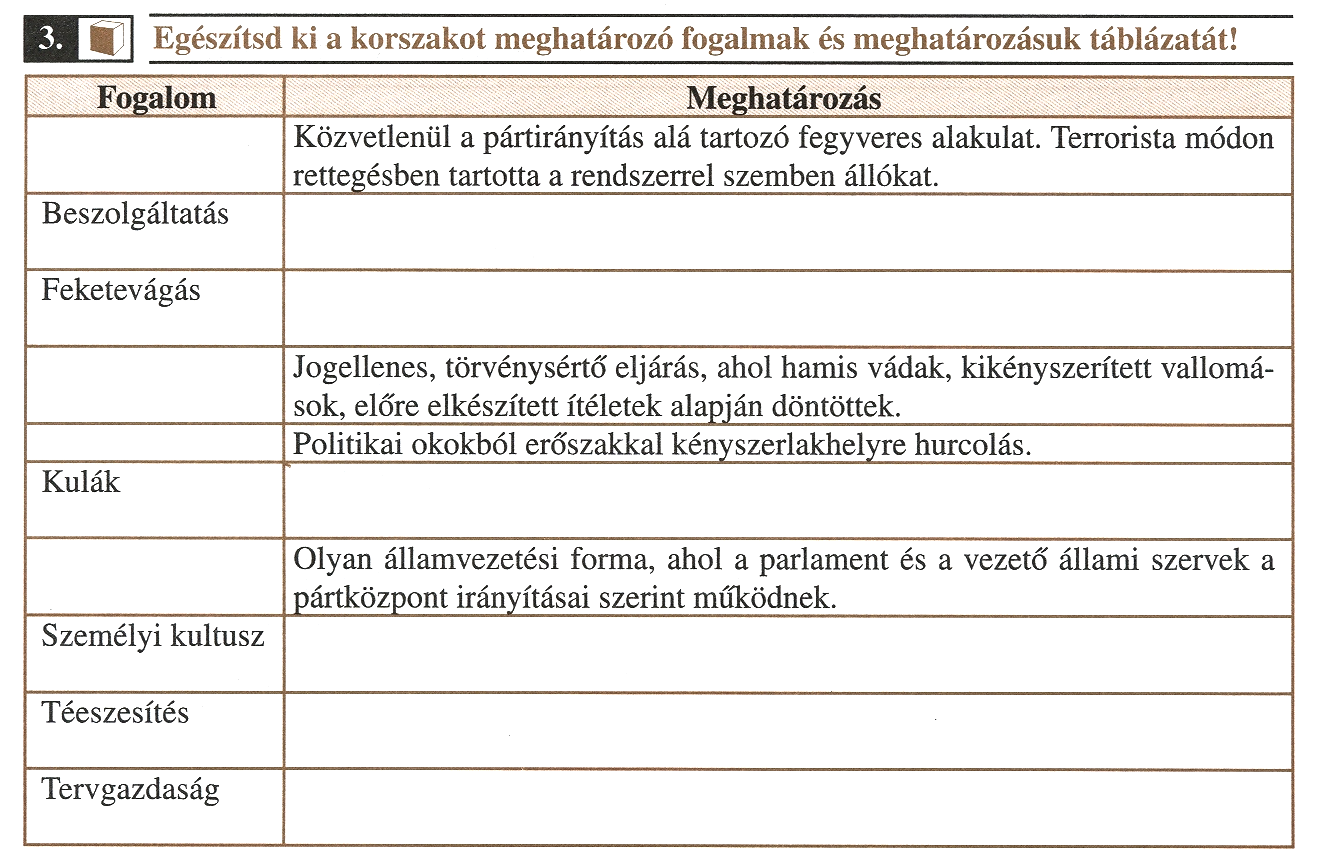 3. Egészítsd ki a korszakot meghatározó fogalmak és meghatározásuk táblázatát!
Fogalom Meghatározás
Közvetlenül a pártirányítás alá tartozó fegyveres alakulat. Terrorista módon
rettegésben tartotta a rendszerrel szemben állókat.
Beszolgáltatás
Feketevágás
Jogellenes, törvénysértő eljárás, ahol hamis vádak, kikényszerített vallomá-
sok, előre elkészített ítéletek alapján döntöttek.
Politikai okokból erőszakkal kényszerlakhelyre hurcolás.
Kulák
Olyan államvezetési forma, ahol a parlament és a vezető állami szervek a
pártközpont irányításai szerint működnek.
Személyi kultusz
Téeszesítés
Tervgazdaság